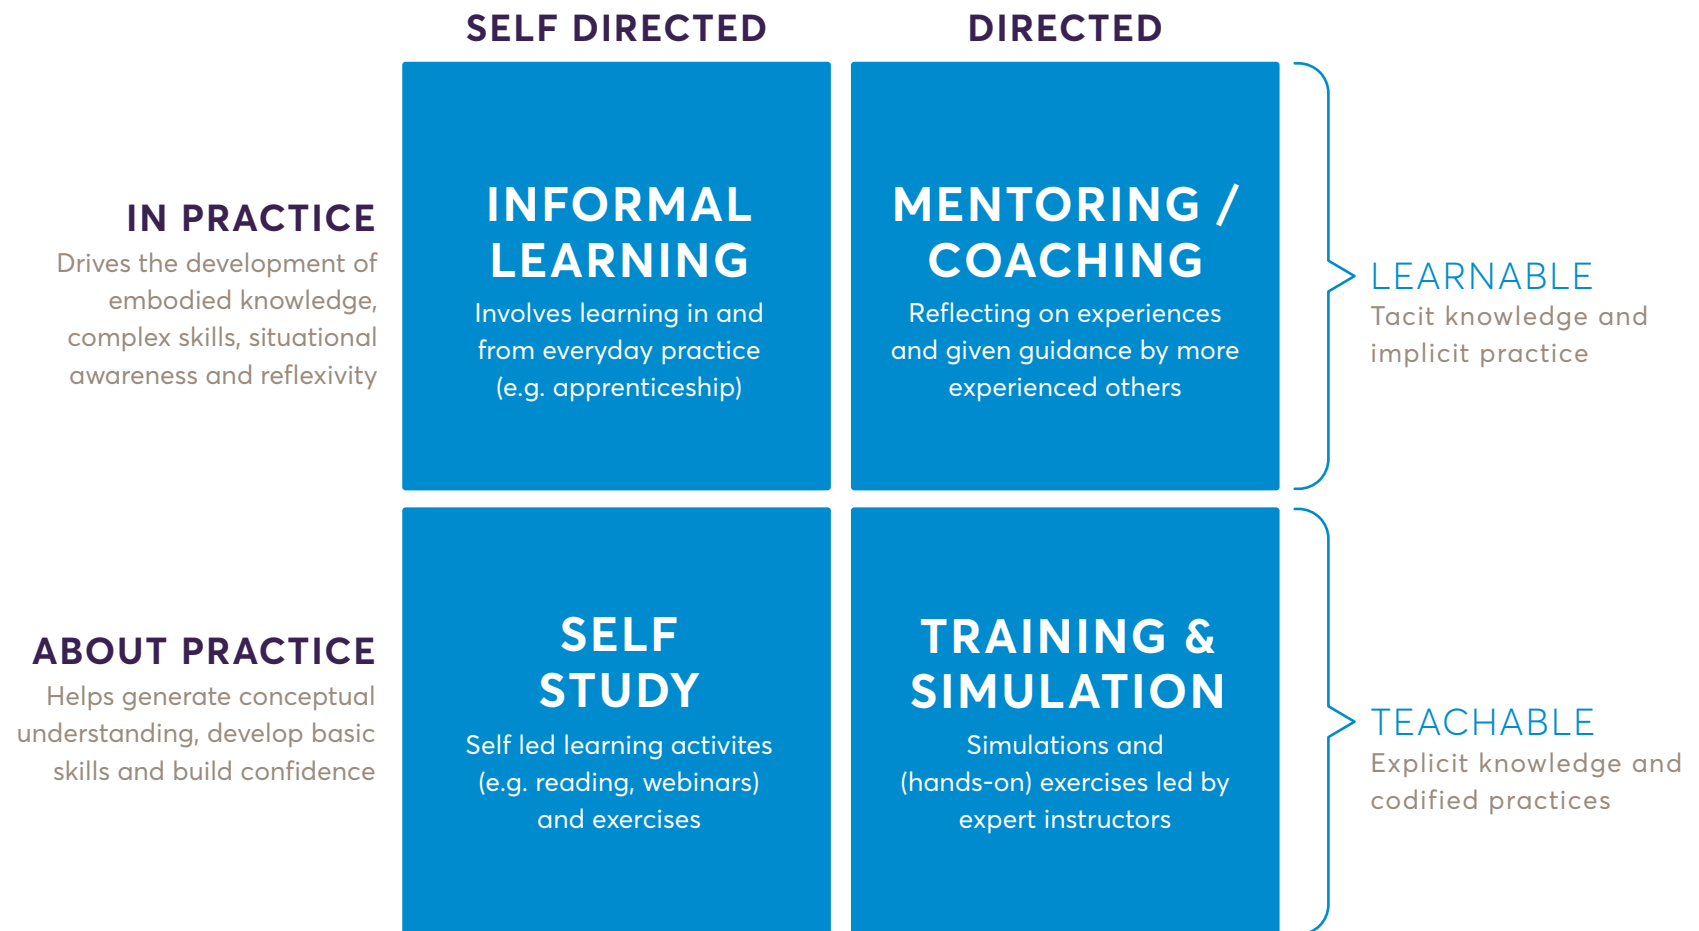 SELF DIRECTED
DIRECTED
IN PRACTICE
Drives the development of
embodied knowledge,
complex skills, situational
awareness and reflexivity
INFORMAL
LEARNING
Involves learning in and
from everyday practice
(e.g. apprenticeship)
MENTORING /
COACHING
Reflecting on experiences
and given guidance by more
experienced others
LEARNABLE
Tacit knowledge and
implicit practice
ABOUT PRACTICE
Helps generate conceptual
understanding, develop basic
skills and build confidence
SELF
STUDY
Self led learning activites
(e.g. reading, webinars)
and exercises
TRAINING &
SIMULATION
Simulations and
(hands-on) exercises led by
expert instructors
TEACHABLE
Explicit knowledge and
codified practices